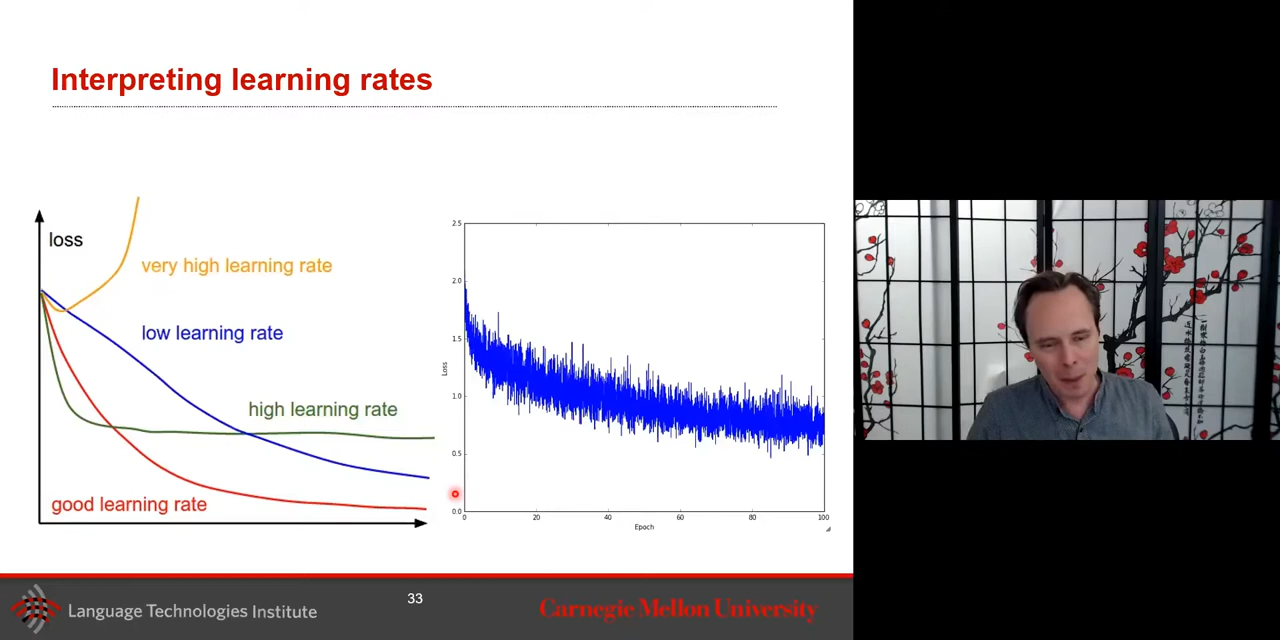 Interpreting learning rates
loss
very high learning rate
low learning rate
high learning rate
good learning rate
2.5
2.0
1.5
1.0
0.5
0.0
Loss
0 20 40 60 80 100
Epoch
Language Technologies Institute
33
Carnegie Mellon University